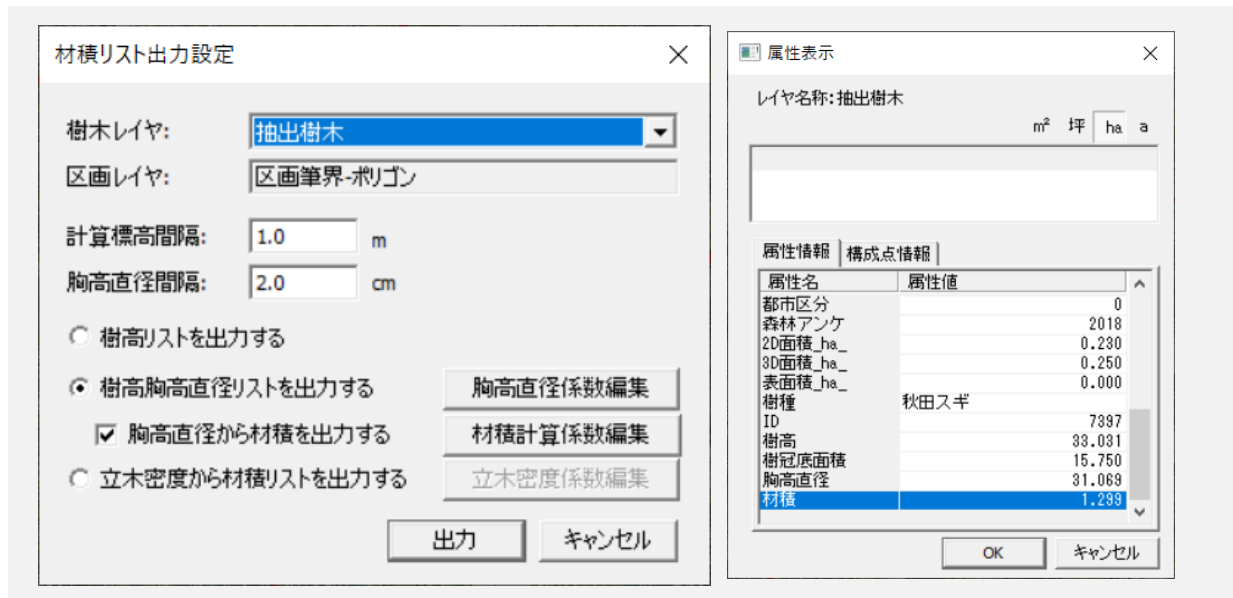 材積リスト出力設定
樹木レイヤ: 抽出樹木
区画レイヤ: 区画筆界-ポリゴン
計算標高間隔: 1.0 m
胸高直径間隔: 2.0 cm
樹高リストを出力する
樹高胸高直径リストを出力する 胸高直径係数編集
胸高直径から材積を出力する 材積計算係数編集
立木密度から材積リストを出力する 立木密度係数編集
出力 キャンセル
属性表示
レイヤ名称:抽出樹木
m² 坪 ha a
属性情報 構成点情報
属性名 属性値
都市区分 0
森林アンケ 2018
2D面積_ha_ 0.230
3D面積_ha_ 0.250
表面積_ha_ 0.000
樹種 秋田スギ
ID 7397
樹高 33.031
樹冠底面積 15.750
胸高直径 31.069
材積 1.299
OK キャンセル